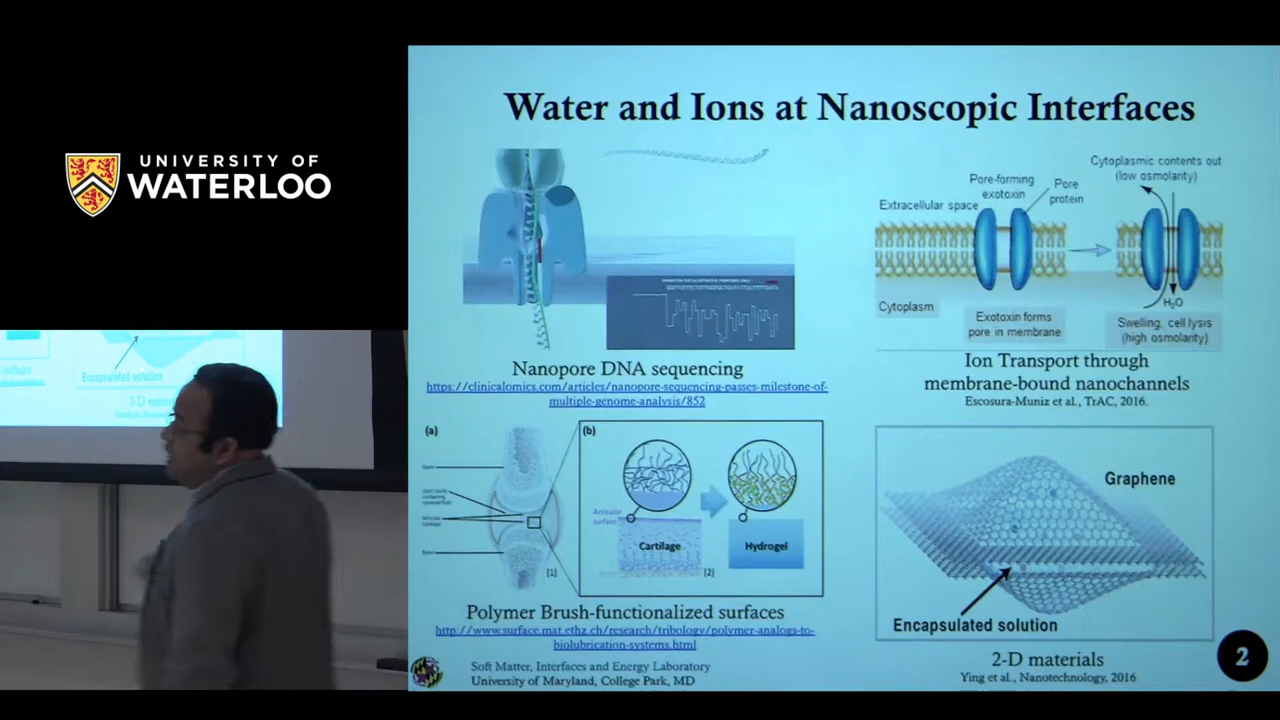 UNIVERSITY OF
WATERLOO
Encapsulated solution
Water and Ions at Nanoscopic Interfaces
Nanopore DNA sequencing
https://clinicalomics.com/articles/nanopore-sequencing-passes-milestone-of-
multiple-genome-analysis/852
Cytoplasmic contents out
(low osmolanty)
Pore-forming
exotoxin
Pore
protein
Extracellular space
Cytoplasm
H₂O
Exotoxin forms
pore in membrane
Swelling, cell lysis
(high osmolanty)
Ion Transport through
membrane-bound nanochannels
Escosura-Muniz et al., TrAC, 2016.
(a)
(b)
Articular
surface
Cartilage
Hydrogel
[1]
[2]
Polymer Brush-functionalized surfaces
http://www.surface.mat.ethz.ch/research/tribology/polymer-analogs-to-
biolubrication-systems.html
Graphene
Encapsulated solution
2-D materials
Ying et al., Nanotechnology, 2016
Soft Matter, Interfaces and Energy Laboratory
University of Maryland, College Park, MD
2